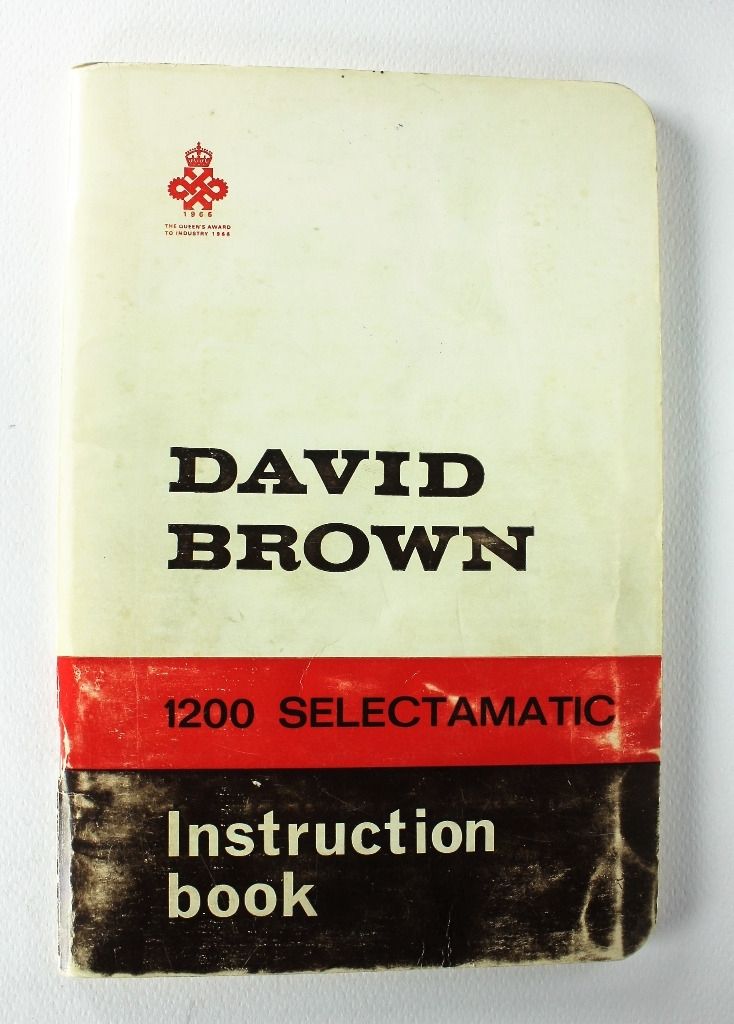 1966
THE QUEEN'S AWARD
TO INDUSTRY 1966
DAVID
BROWN
1200 SELECTAMATIC
Instruction
book